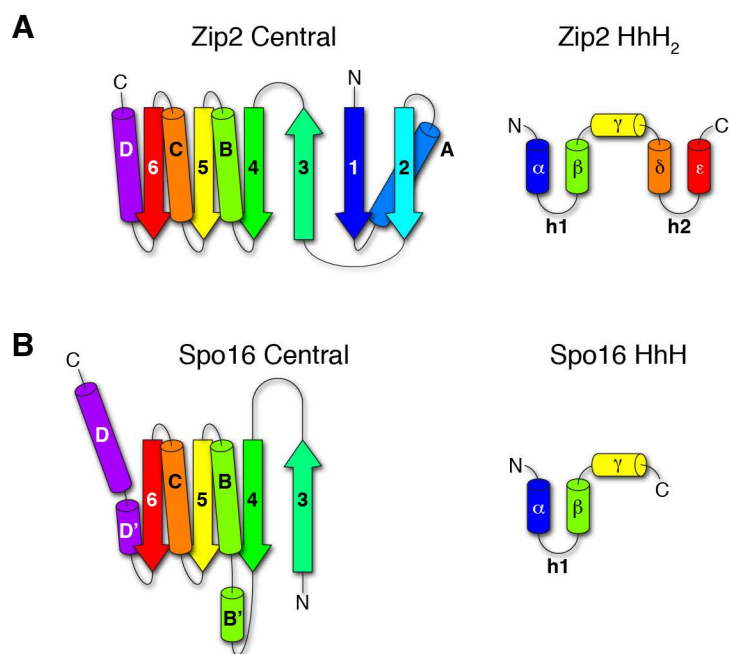 A
Zip2 Central
Zip2 HhH₂
C
N
D
6
C
5
B
4
3
1
2
A
N
C
α
β
γ
δ
ε
h1
h2
B
Spo16 Central
Spo16 HhH
C
D
D'
6
C
5
B
4
3
B'
N
N
α
β
γ
C
h1